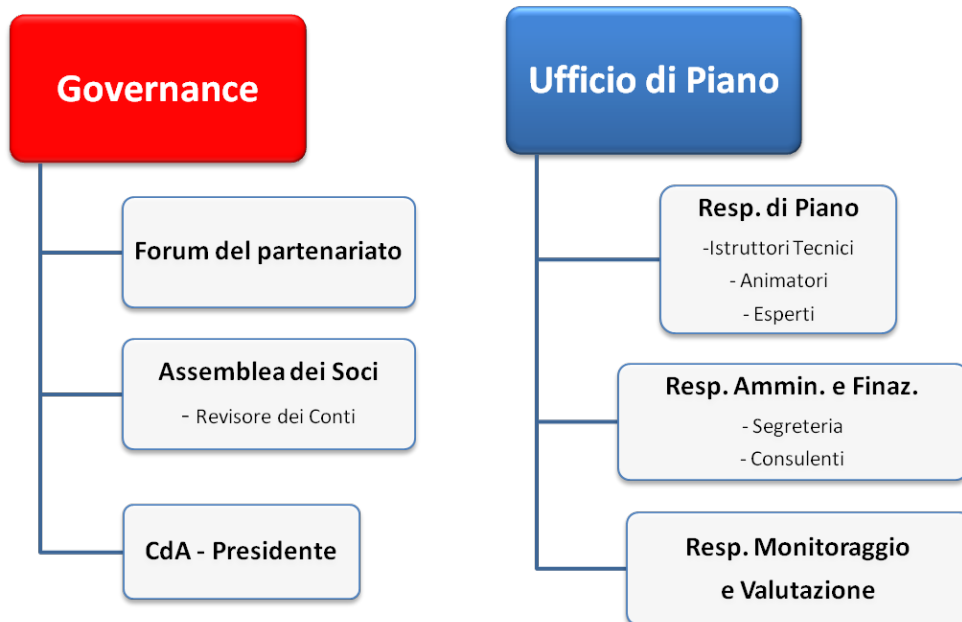 Governance
Forum del partenariato
Assemblea dei Soci
- Revisore dei Conti
CdA - Presidente
Ufficio di Piano
Resp. di Piano
-Istruttori Tecnici
- Animatori
- Esperti
Resp. Ammin. e Finaz.
- Segreteria
- Consulenti
Resp. Monitoraggio
e Valutazione